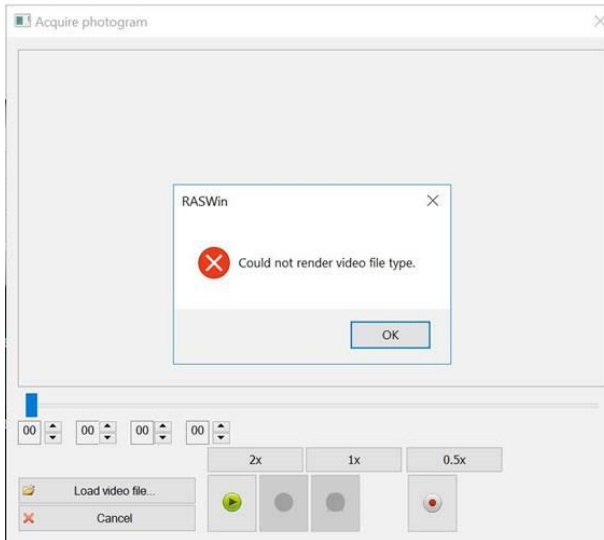 Acquire photogram
RASWin
Could not render video file type.
OK
00 00 00 00
2x 1x 0.5x
Load video file...
Cancel